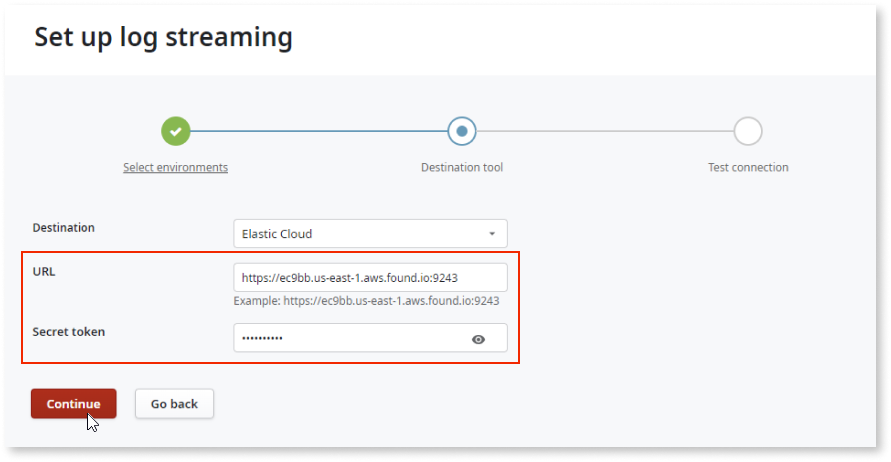 Set up log streaming
Select environments
Destination tool
Test connection
Destination
Elastic Cloud
URL
https://ec9bb.us-east-1.aws.found.io:9243
Example: https://ec9bb.us-east-1.aws.found.io:9243
Secret token
••••••••••
Continue
Go back